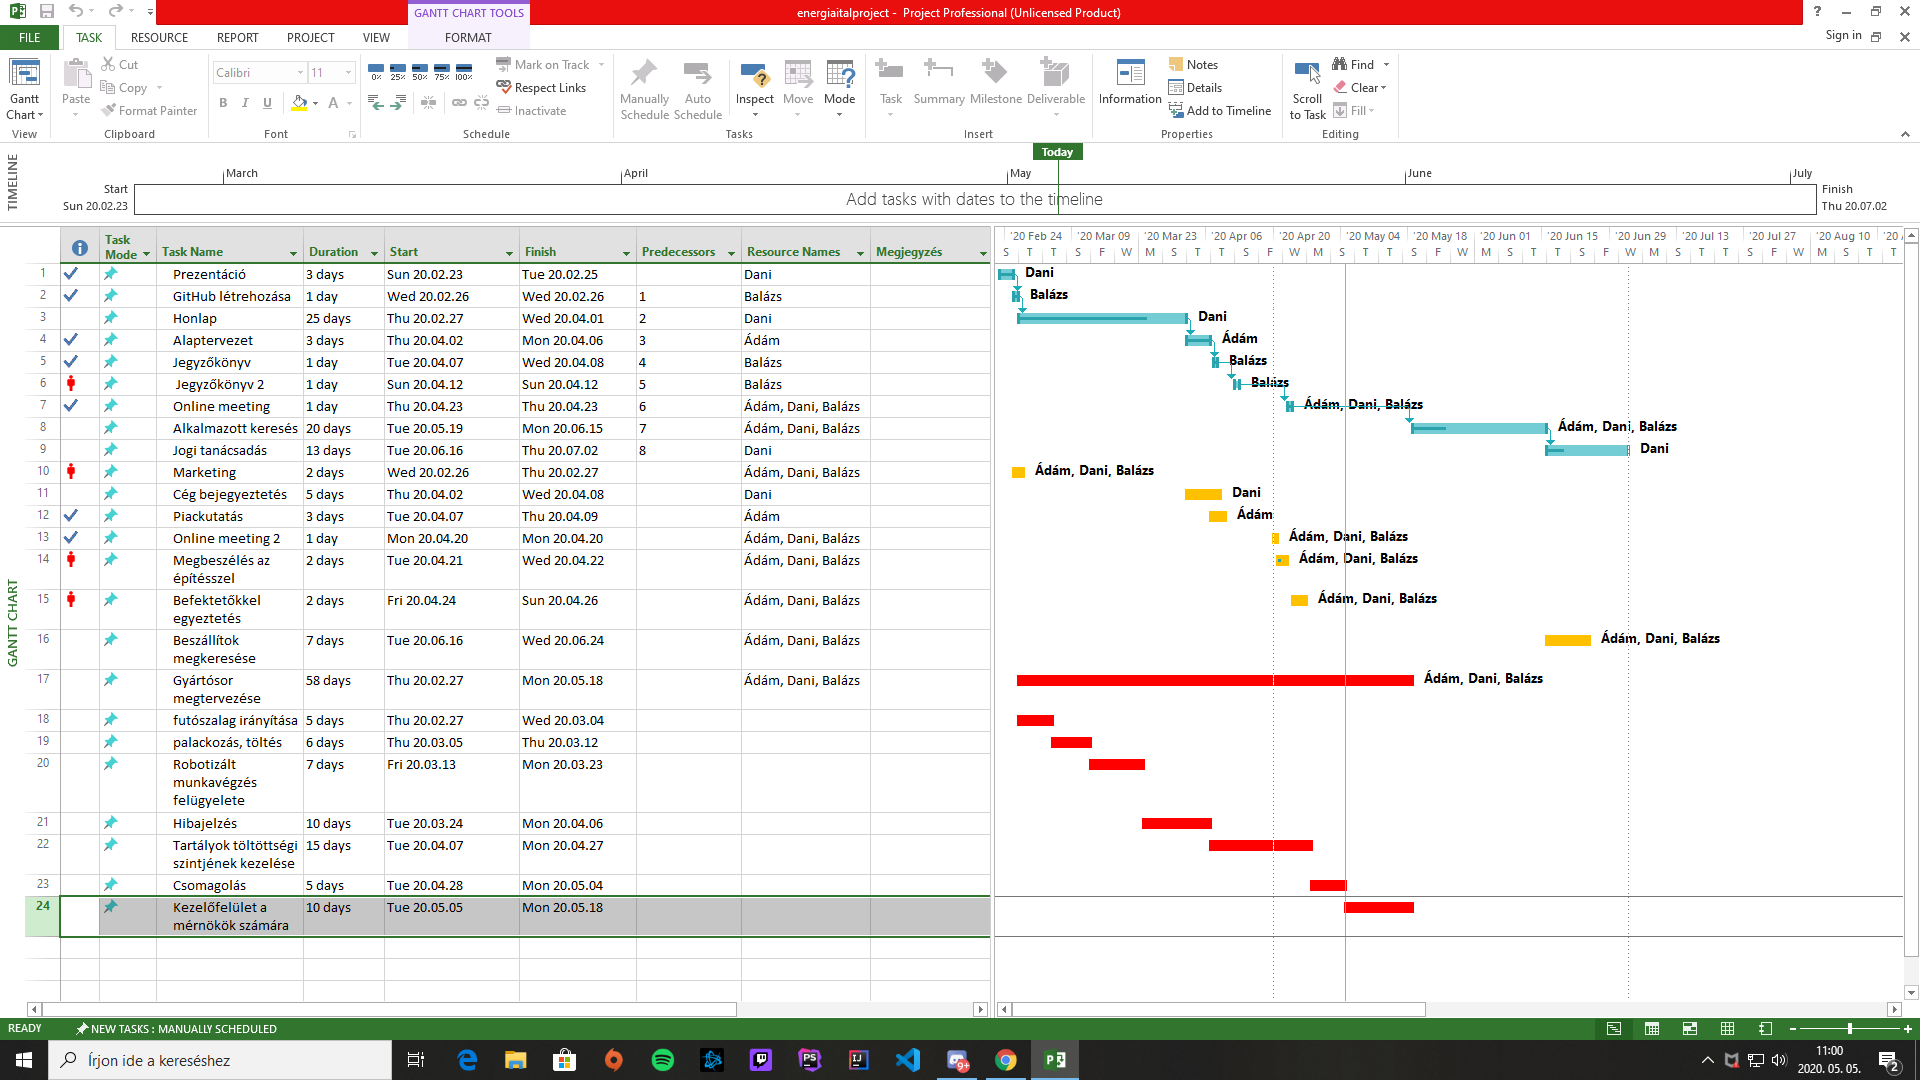 GANTT CHART TOOLS
energiaitalproject - Project Professional (Unlicensed Product)
?
FILE TASK RESOURCE REPORT PROJECT VIEW FORMAT Sign in
Gantt Chart
View
Paste
Cut
Copy
Format Painter
Clipboard
Calibri 11
B I U A
Font
0% 25% 50% 75% 100%
Mark on Track
Respect Links
Inactivate
Schedule
Manually Schedule
Auto Schedule
Inspect
Move
Mode
Tasks
Task
Summary
Milestone
Deliverable
Insert
Information
Notes
Details
Add to Timeline
Properties
Scroll to Task
Find
Clear
Fill
Editing
TIMELINE
Today
March April May June July
Start
Sun 20.02.23
Add tasks with dates to the timeline
Finish
Thu 20.07.02
GANTT CHART
Task Mode Task Name Duration Start Finish Predecessors Resource Names Megjegyzés
1 Prezentáció 3 days Sun 20.02.23 Tue 20.02.25 Dani
2 GitHub létrehozása 1 day Wed 20.02.26 Wed 20.02.26 1 Balázs
3 Honlap 25 days Thu 20.02.27 Wed 20.04.01 2 Dani
4 Alaptervezet 3 days Thu 20.04.02 Mon 20.04.06 3 Ádám
5 Jegyzőkönyv 1 day Tue 20.04.07 Wed 20.04.08 4 Balázs
6 Jegyzőkönyv 2 1 day Sun 20.04.12 Sun 20.04.12 5 Balázs
7 Online meeting 1 day Thu 20.04.23 Thu 20.04.23 6 Ádám, Dani, Balázs
8 Alkalmazott keresés 20 days Tue 20.05.19 Mon 20.06.15 7 Ádám, Dani, Balázs
9 Jogi tanácsadás 13 days Tue 20.06.16 Thu 20.07.02 8 Dani
10 Marketing 2 days Wed 20.02.26 Thu 20.02.27 Ádám, Dani, Balázs
11 Cég bejegyeztetés 5 days Thu 20.04.02 Wed 20.04.08 Dani
12 Piackutatás 3 days Tue 20.04.07 Thu 20.04.09 Ádám
13 Online meeting 2 1 day Mon 20.04.20 Mon 20.04.20 Ádám, Dani, Balázs
14 Megbeszélés az építésszel 2 days Tue 20.04.21 Wed 20.04.22 Ádám, Dani, Balázs
15 Befektetőkkel egyeztetés 2 days Fri 20.04.24 Sun 20.04.26 Ádám, Dani, Balázs
16 Beszállítok megkeresése 7 days Tue 20.06.16 Wed 20.06.24 Ádám, Dani, Balázs
17 Gyártósor megtervezése 58 days Thu 20.02.27 Mon 20.05.18 Ádám, Dani, Balázs
18 futószalag irányítása 5 days Thu 20.02.27 Wed 20.03.04
19 palackozás, töltés 6 days Thu 20.03.05 Thu 20.03.12
20 Robotizált munkavégzés felügyelete 7 days Fri 20.03.13 Mon 20.03.23
21 Hibajelzés 10 days Tue 20.03.24 Mon 20.04.06
22 Tartályok töltöttségi szintjének kezelése 15 days Tue 20.04.07 Mon 20.04.27
23 Csomagolás 5 days Tue 20.04.28 Mon 20.05.04
24 Kezelőfelület a mérnökök számára 10 days Tue 20.05.05 Mon 20.05.18
'20 Feb 24 '20 Mar 09 '20 Mar 23 '20 Apr 06 '20 Apr 20 '20 May 04 '20 May 18 '20 Jun 01 '20 Jun 15 '20 Jun 29 '20 Jul 13 '20 Jul 27 '20 Aug 10 '20
S T T S F W M S T T S F W M S T T S F W M S T T S F W M S T T S F W M S T T
Dani
Balázs
Dani
Ádám
Balázs
Balázs
Ádám, Dani, Balázs
Ádám, Dani, Balázs
Dani
Ádám, Dani, Balázs
Dani
Ádám
Ádám, Dani, Balázs
Ádám, Dani, Balázs
Ádám, Dani, Balázs
Ádám, Dani, Balázs
Ádám, Dani, Balázs
READY NEW TASKS : MANUALLY SCHEDULED
Írjon ide a kereséshez
PS
IJ
9+
P
11:00
2020. 05. 05.
2